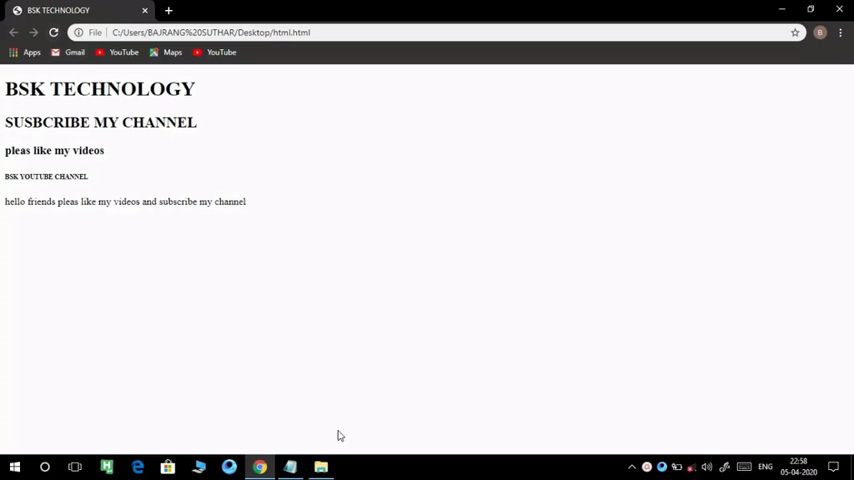 BSK TECHNOLOGY
File C:/Users/BAJRANG%20SUTHAR/Desktop/html.html
B
Apps Gmail YouTube Maps YouTube
BSK TECHNOLOGY
SUSBCRIBE MY CHANNEL
pleas like my videos
BSK YOUTUBE CHANNEL
hello friends pleas like my videos and subscribe my channel
ENG
22:58
05-04-2020